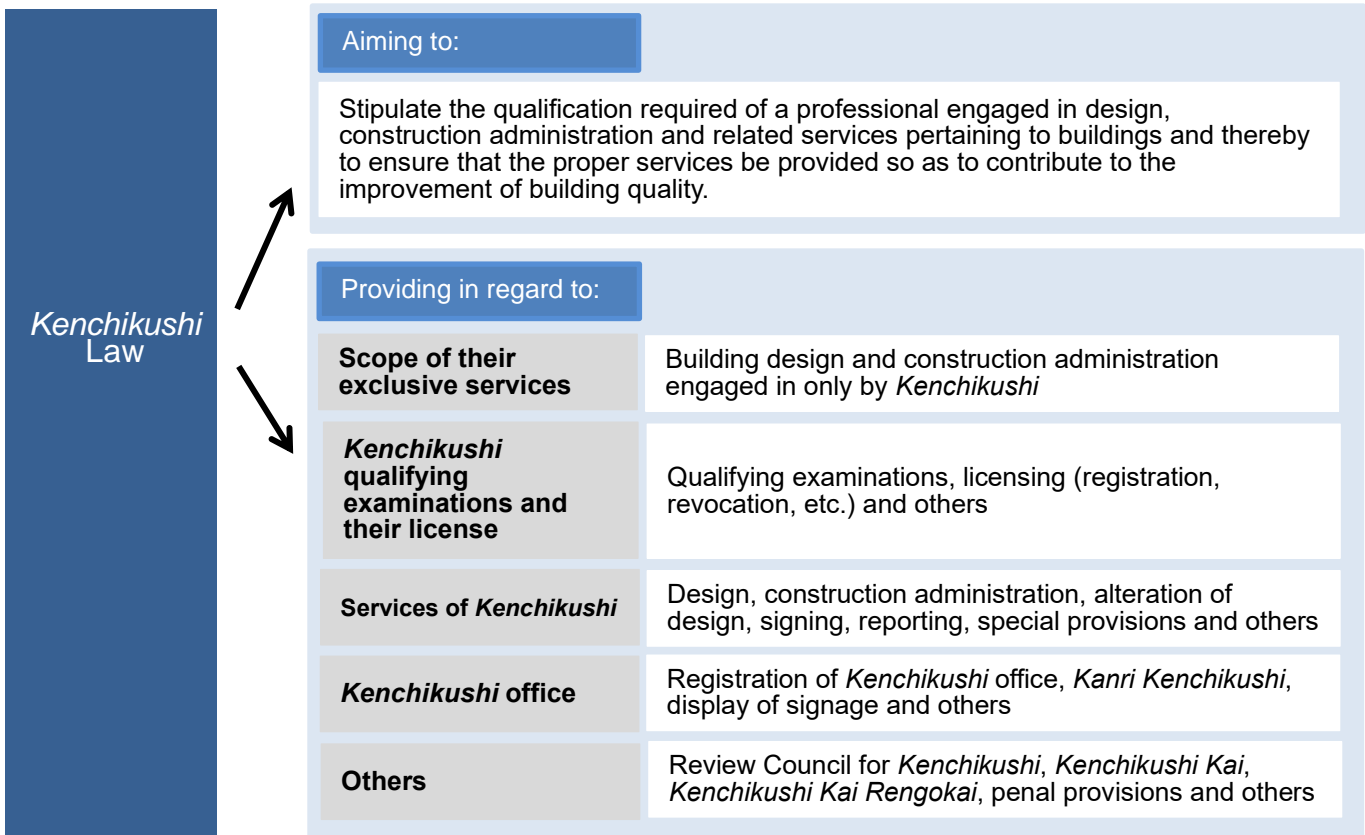 Kenchikushi
Law
Aiming to:
Stipulate the qualification required of a professional engaged in design,
construction administration and related services pertaining to buildings and thereby
to ensure that the proper services be provided so as to contribute to the
improvement of building quality.
Providing in regard to:
Scope of their
exclusive services
Building design and construction administration
engaged in only by Kenchikushi
Kenchikushi
qualifying
examinations and
their license
Qualifying examinations, licensing (registration,
revocation, etc.) and others
Services of Kenchikushi
Design, construction administration, alteration of
design, signing, reporting, special provisions and others
Kenchikushi office
Registration of Kenchikushi office, Kanri Kenchikushi,
display of signage and others
Others
Review Council for Kenchikushi, Kenchikushi Kai,
Kenchikushi Kai Rengokai, penal provisions and others